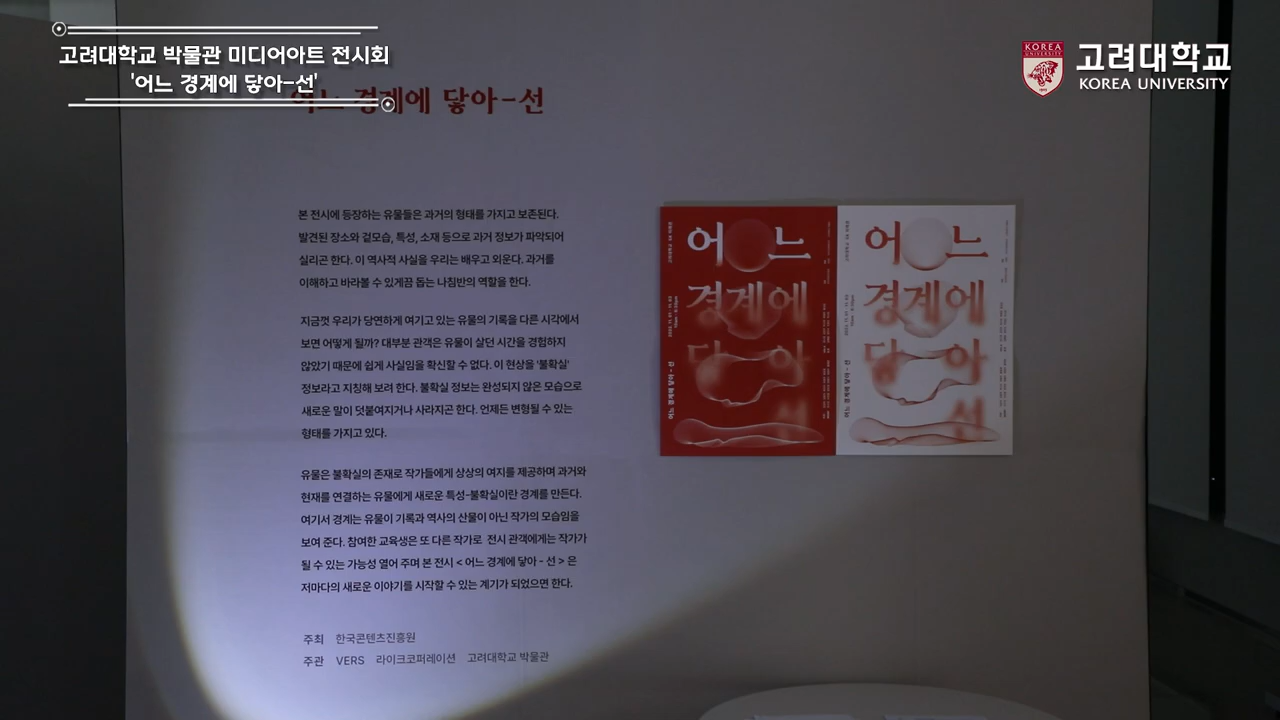 고려대학교 박물관 미디어아트 전시회
'어느 경계에 닿아-선'
KOREA
UNIVERSITY
고려대학교
KOREA UNIVERSITY
어느 경계에 닿아-선
본 전시에 등장하는 유물들은 과거의 형태를 가지고 보존된다.
발견된 장소와 겉모습, 특성, 소재 등으로 과거 정보가 파악되어
실리곤 한다. 이 역사적 사실을 우리는 배우고 외운다. 과거를
이해하고 바라볼 수 있게끔 돕는 나침반의 역할을 한다.
지금껏 우리가 당연하게 여기고 있는 유물의 기록을 다른 시각에서
보면 어떻게 될까? 대부분 관객은 유물이 살던 시간을 경험하지
않았기 때문에 쉽게 사실임을 확신할 수 없다. 이 현상을 '불확실'
정보라고 지칭해 보려 한다. 불확실 정보는 완성되지 않은 모습으로
새로운 말이 덧붙여지거나 사라지곤 한다. 언제든 변형될 수 있는
형태를 가지고 있다.
유물은 불확실의 존재로 작가들에게 상상의 여지를 제공하며 과거와
현재를 연결하는 유물에게 새로운 특성-불확실이란 경계를 만든다.
여기서 경계는 유물이 기록과 역사의 산물이 아닌 작가의 모습임을
보여 준다. 참여한 교육생은 또 다른 작가로 전시 관객에게는 작가가
될 수 있는 가능성 열어 주며 본 전시 < 어느 경계에 닿아 - 선 > 은
저마다의 새로운 이야기를 시작할 수 있는 계기가 되었으면 한다.
주최 한국콘텐츠진흥원
주관 VERS 라이크코퍼레이션 고려대학교 박물관
어느
경계에
닿아
선
어느 경계에 닿아 - 선
어느
경계에
닿아
선
어느 경계에 닿아 - 선